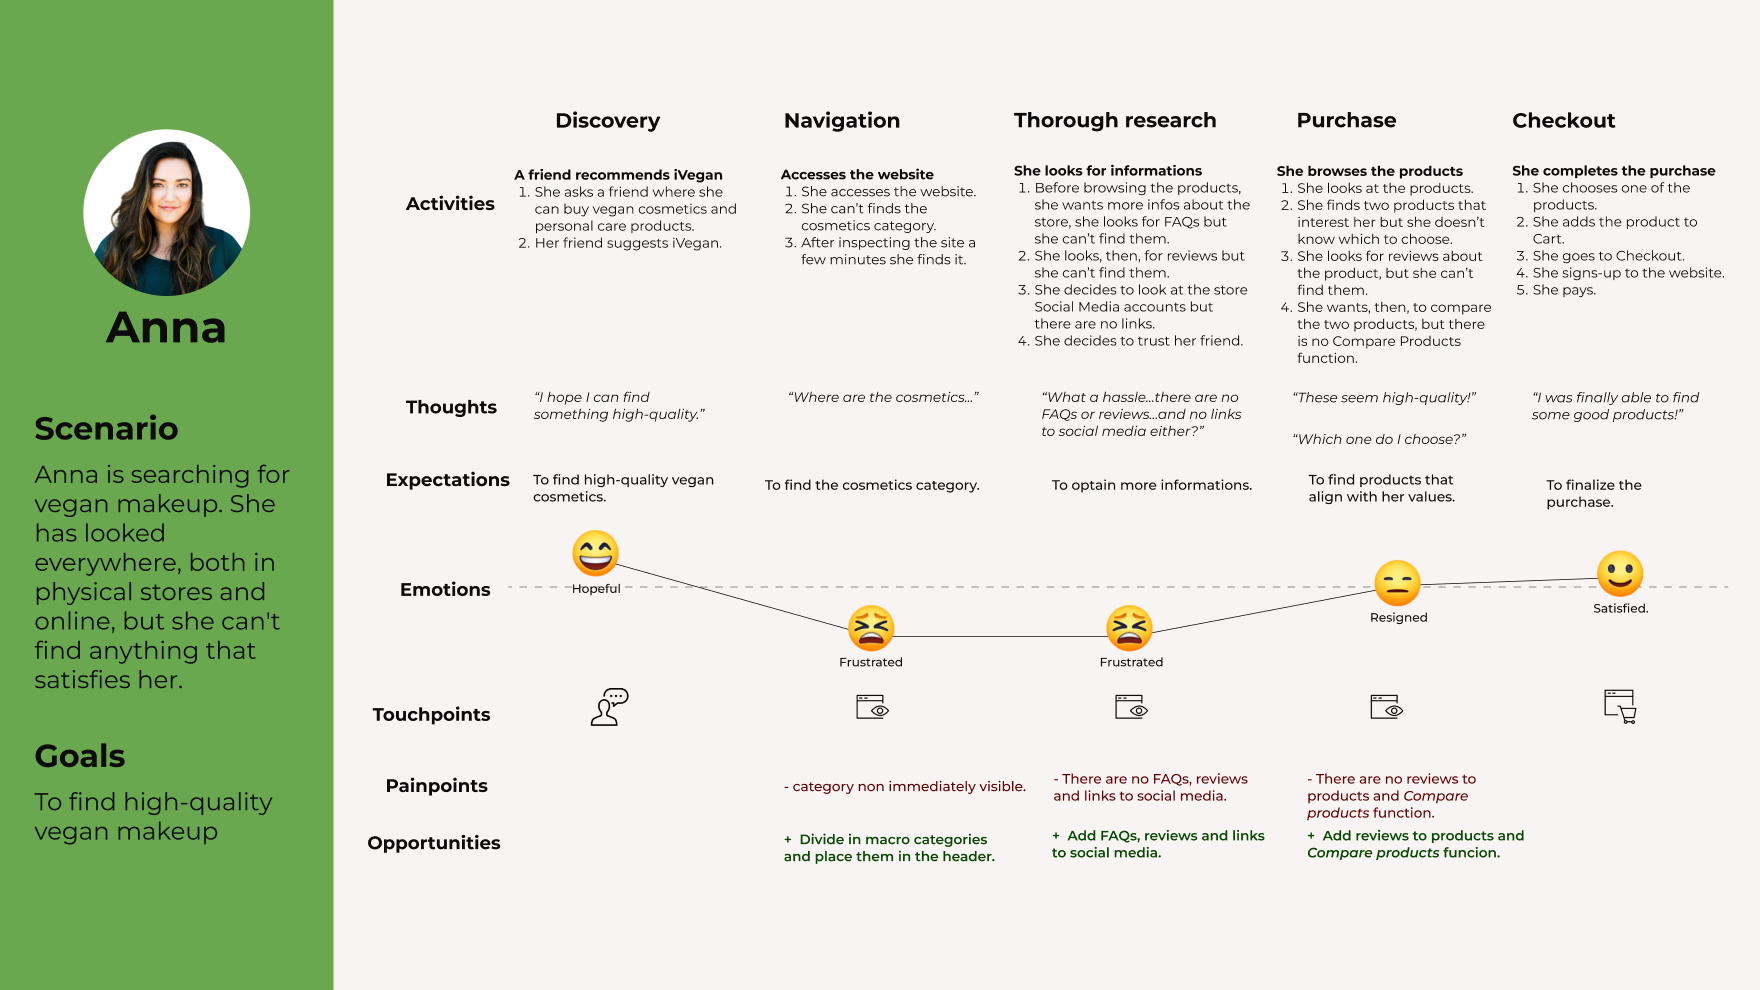 Anna
Scenario
Anna is searching for
vegan makeup. She
has looked
everywhere, both in
physical stores and
online, but she can't
find anything that
satisfies her.
Goals
To find high-quality
vegan makeup
Discovery
Navigation
Thorough research
Purchase
Checkout
Activities
A friend recommends iVegan
1. She asks a friend where she
can buy vegan cosmetics and
personal care products.
2. Her friend suggests iVegan.
Accesses the website
1. She accesses the website.
2. She can’t finds the
cosmetics category.
3. After inspecting the site a
few minutes she finds it.
She looks for informations
1. Before browsing the products,
she wants more infos about the
store, she looks for FAQs but
she can’t find them.
2. She looks, then, for reviews but
she can’t find them.
3. She decides to look at the store
Social Media accounts but
there are no links.
4. She decides to trust her friend.
She browses the products
1. She looks at the products.
2. She finds two products that
interest her but she doesn’t
know which to choose.
3. She looks for reviews about
the product, but she can’t
find them.
4. She wants, then, to compare
the two products, but there
is no Compare Products
function.
She completes the purchase
1. She chooses one of the
products.
2. She adds the product to
Cart.
3. She goes to Checkout.
4. She signs-up to the website.
5. She pays.
Thoughts
“I hope I can find
something high-quality.”
“Where are the cosmetics...”
“What a hassle...there are no
FAQs or reviews...and no links
to social media either?”
“These seem high-quality!”
“Which one do I choose?”
“I was finally able to find
some good products!”
Expectations
To find high-quality vegan
cosmetics.
To find the cosmetics category.
To optain more informations.
To find products that
align with her values.
To finalize the
purchase.
Emotions
Hopeful
Frustrated
Frustrated
Resigned
Satisfied.
Touchpoints
Painpoints
- category non immediately visible.
- There are no FAQs, reviews
and links to social media.
- There are no reviews to
products and Compare
products function.
Opportunities
+ Divide in macro categories
and place them in the header.
+ Add FAQs, reviews and links
to social media.
+ Add reviews to products and
Compare products funcion.